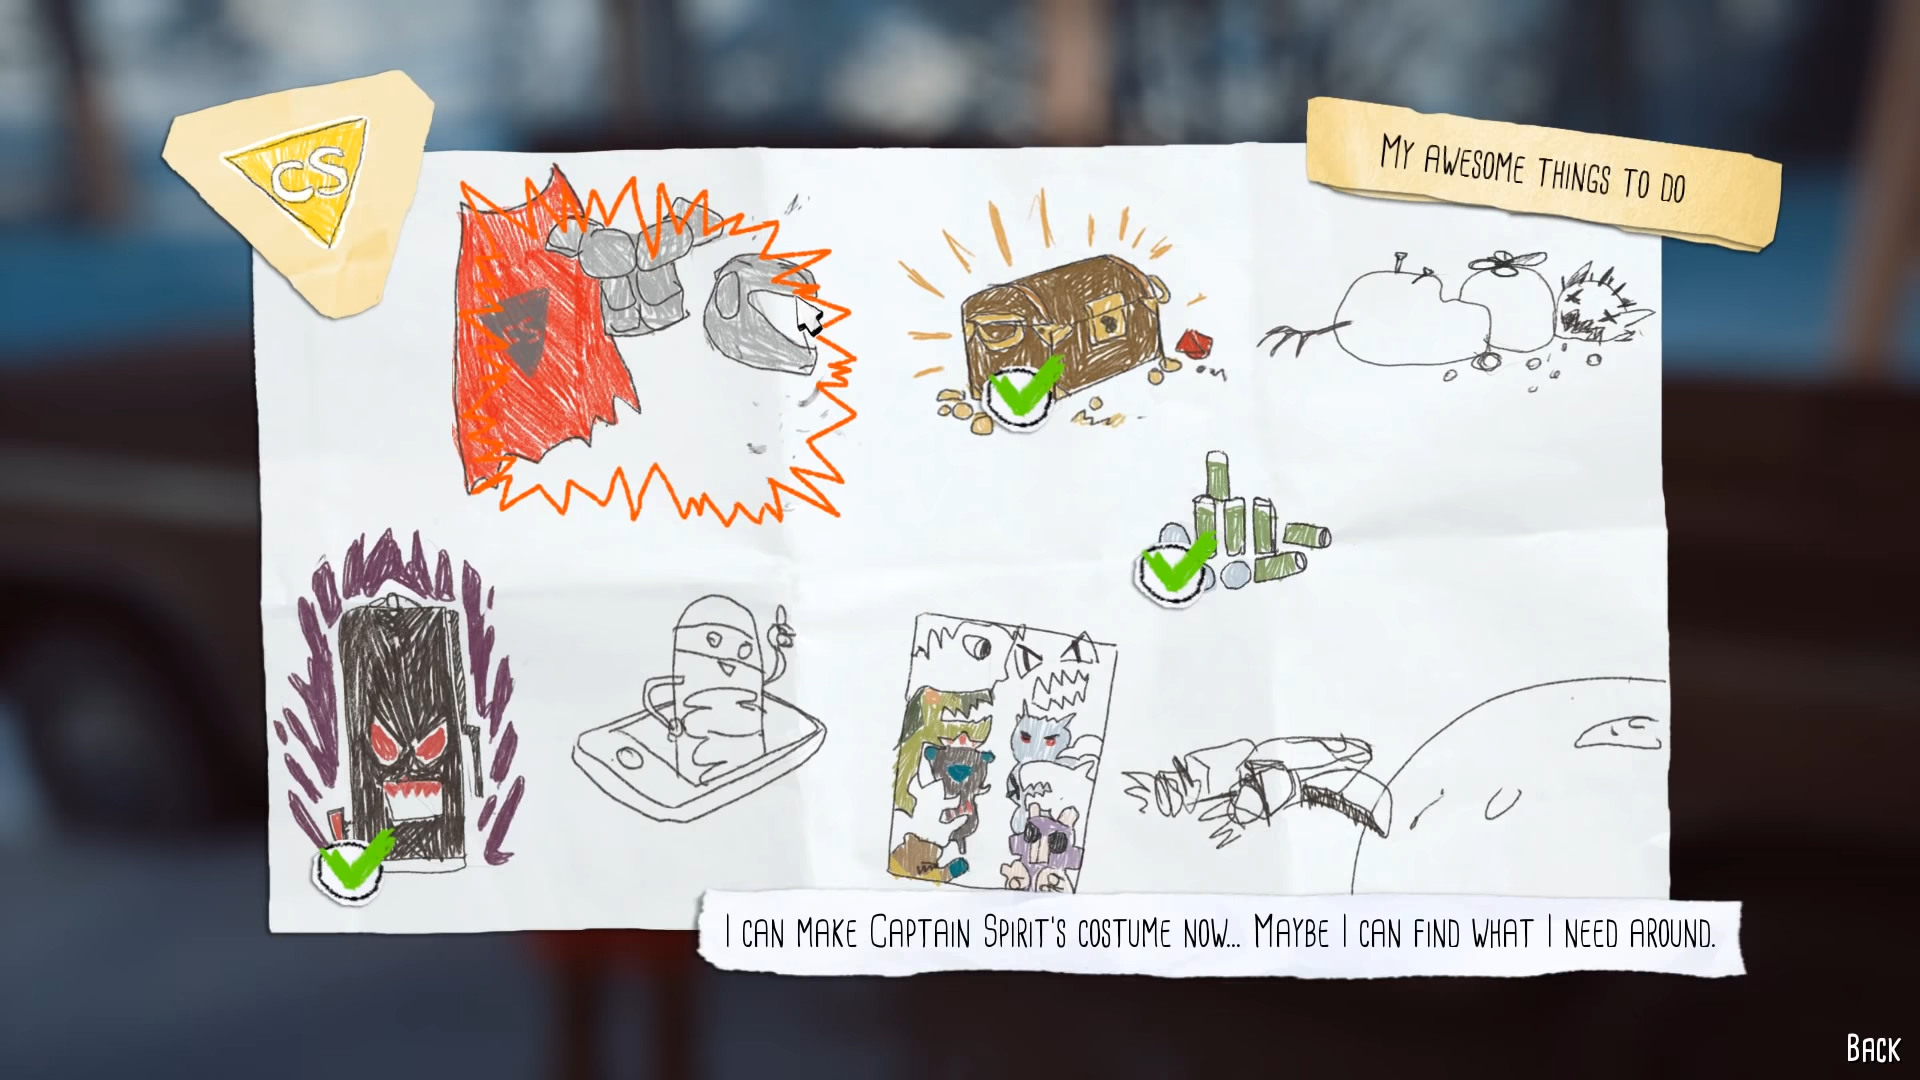 CS
MY AWESOME THINGS TO DO
CS
I CAN MAKE CAPTAIN SPIRIT'S COSTUME NOW... MAYBE I CAN FIND WHAT I NEED AROUND.
BACK